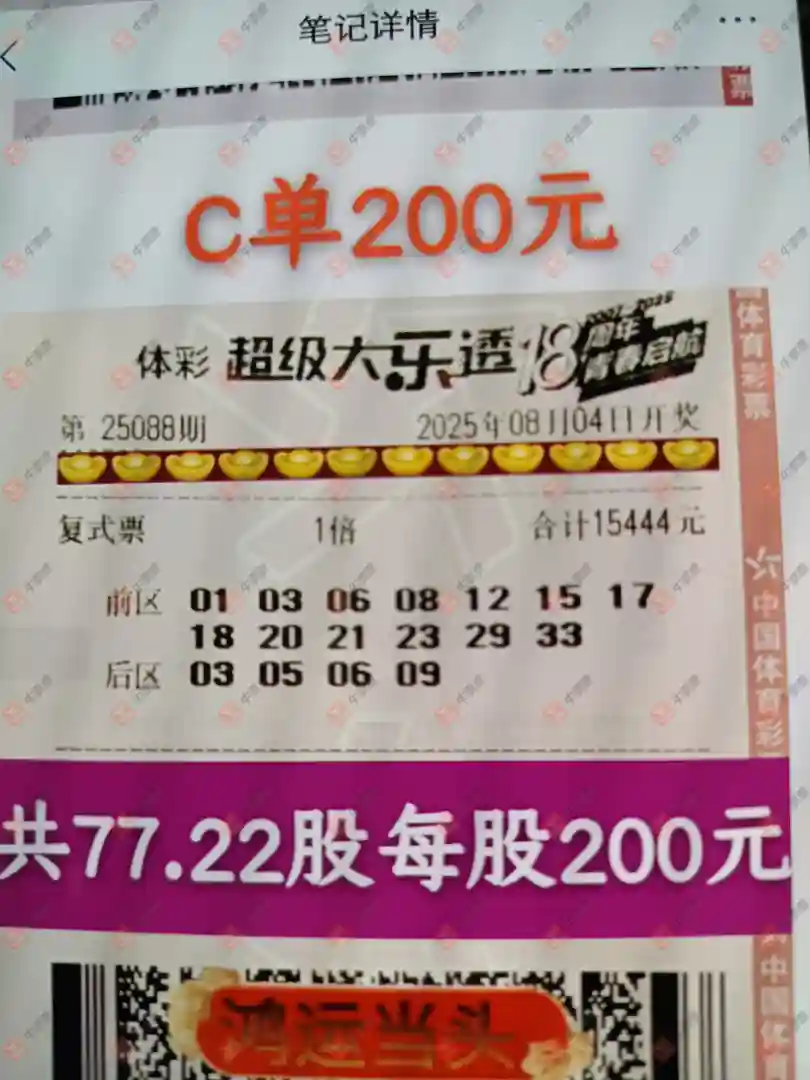 笔记详情
票
C单200元
体彩 超级大乐透 18
周年
青春启航
第 25088期 2025年08月04日开奖
复式票 1倍 合计15444元
前区 01 03 06 08 12 15 17
18 20 21 23 29 33
后区 03 05 06 09
体育彩票
中国体育彩
共77.22股每股200元
中国体育
鸿运当头